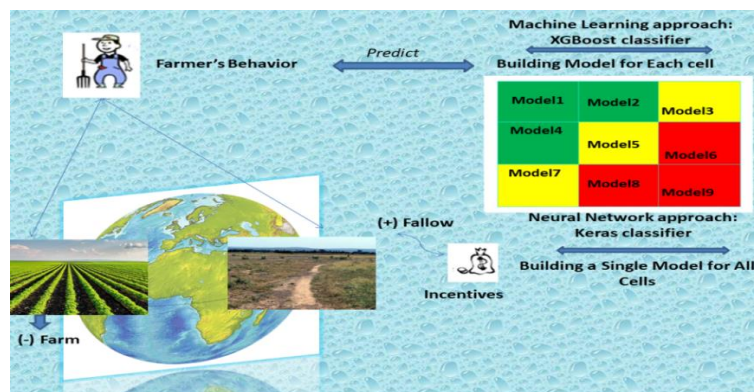 Machine Learning approach:
XGBoost classifier
Farmer's Behavior
Predict
Building Model for Each cell
Model1
Model2
Model3
Model4
Model5
Model6
Model7
Model8
Model9
(+) Fallow
Neural Network approach:
Keras classifier
Incentives
Building a Single Model for All
Cells
(-) Farm